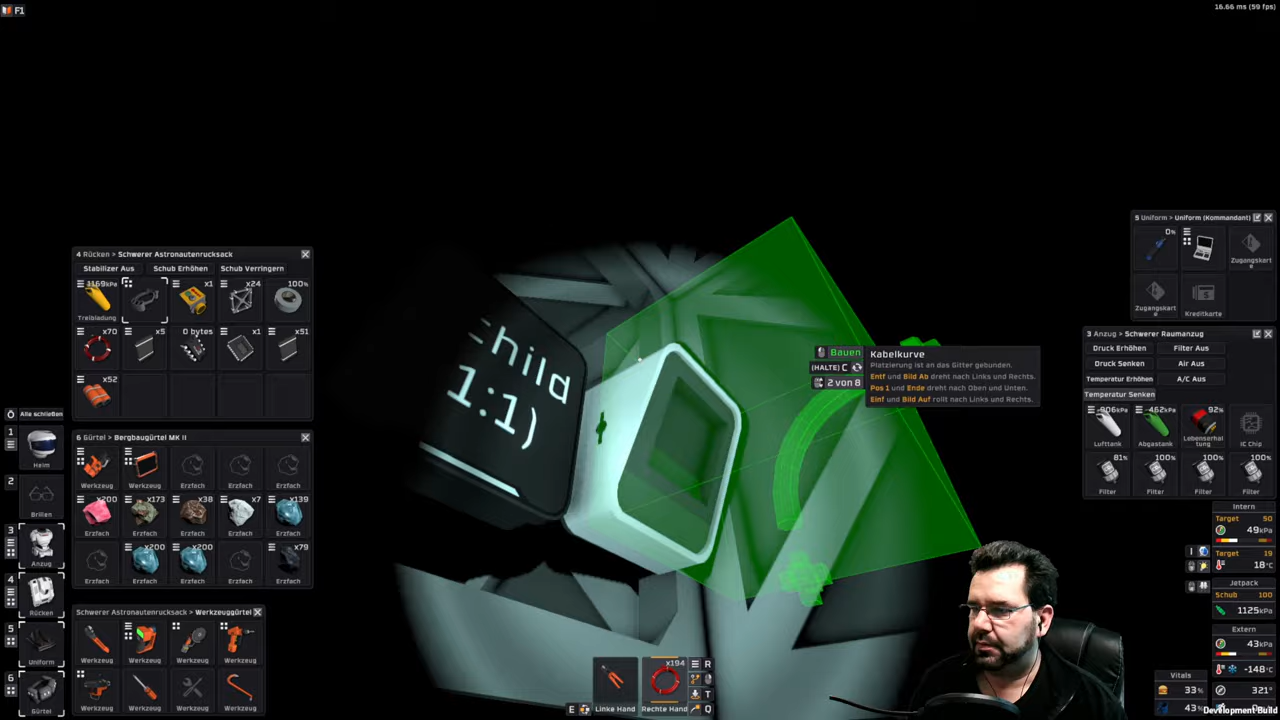 F1
16.66 ms (59 fps)
4 Rücken > Schwerer Astronautenrucksack
Stabilizer Aus
Schub Erhöhen
Schub Verringern
1169kPa
x1
x24
100%
Treibladung
x70
x5
0 bytes
x1
x51
x52
Alle schließen
1
Helm
2
Brillen
3
Anzug
4
Rücken
5
Uniform
6
Gürtel
6 Gürtel > Bergbaugürtel MK II
Werkzeug
Werkzeug
Erzfach
Erzfach
Erzfach
x200
x173
x38
x7
x139
Erzfach
Erzfach
Erzfach
Erzfach
Erzfach
x200
x200
x79
Erzfach
Erzfach
Erzfach
Erzfach
Erzfach
Schwerer Astronautenrucksack > Werkzeuggürtel
Werkzeug
Werkzeug
Werkzeug
Werkzeug
Werkzeug
Werkzeug
Werkzeug
Werkzeug
hild
1:1)
Bauen
(HALTE) C
2 von 8
Kabelkurve
Platzierung ist an das Gitter gebunden.
Entf und Bild Ab dreht nach Links und Rechts.
Pos 1 und Ende dreht nach Oben und Unten.
Einf und Bild Auf rollt nach Links und Rechts.
x194
R
T
E
Linke Hand
Rechte Hand
Q
5 Uniform > Uniform (Kommandant)
0%
Zugangskarte
Zugangskarte
Kreditkarte
3 Anzug > Schwerer Raumanzug
Druck Erhöhen
Filter Aus
Druck Senken
Air Aus
Temperatur Erhöhen
A/C Aus
Temperatur Senken
462kPa
92%
Lufttank
Abgastank
Lebenserhaltung
IC Chip
81%
100%
100%
100%
Filter
Filter
Filter
Filter
Intern
Target 50
49kPa
Target 19
18°C
Jetpack
Schub 100
1125kPa
Extern
43kPa
-148°C
Vitals
33%
321°
43%
Development Build